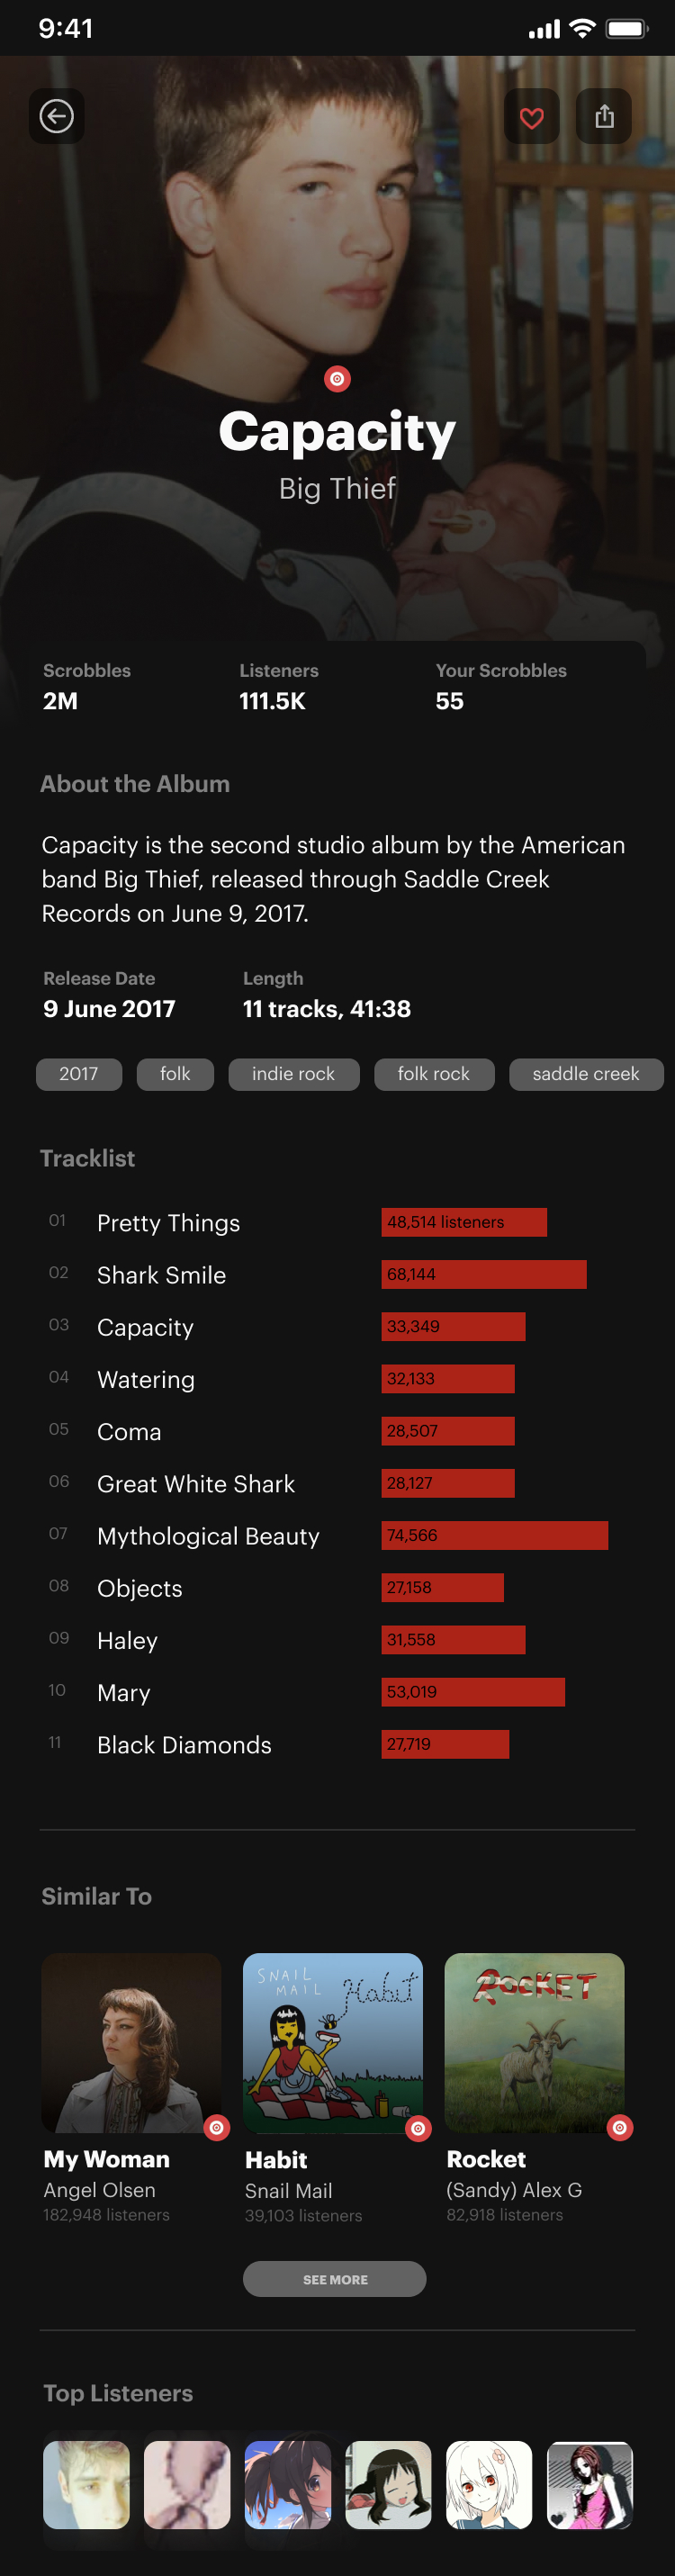 9:41
Capacity
Big Thief
Scrobbles Listeners Your Scrobbles
2M 111.5K 55
About the Album
Capacity is the second studio album by the American
band Big Thief, released through Saddle Creek
Records on June 9, 2017.
Release Date Length
9 June 2017 11 tracks, 41:38
2017 folk indie rock folk rock saddle creek
Tracklist
01 Pretty Things 48,514 listeners
02 Shark Smile 68,144
03 Capacity 33,349
04 Watering 32,133
05 Coma 28,507
06 Great White Shark 28,127
07 Mythological Beauty 74,566
08 Objects 27,158
09 Haley 31,558
10 Mary 53,019
11 Black Diamonds 27,719
Similar To
SNAIL
MAIL
Habit
ROCKET
My Woman Habit Rocket
Angel Olsen Snail Mail (Sandy) Alex G
182,948 listeners 39,103 listeners 82,918 listeners
SEE MORE
Top Listeners